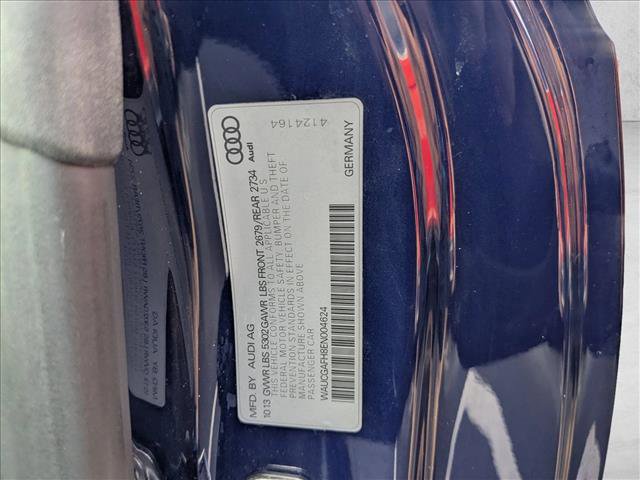 MFD. BY AUDI AG
10 13 GVWR LBS 5302 GAWR LBS FRONT 2679/REAR 2734
THIS VEHICLE CONFORMS TO ALL APPLICABLE U S
FEDERAL MOTOR VEHICLE SAFETY, BUMPER AND THEFT
PREVENTION STANDARDS IN EFFECT ON THE DATE OF
MANUFACTURE SHOWN ABOVE
PASSENGER CAR
WAUCGAFH8EN004624
GERMANY
Audi
4124164